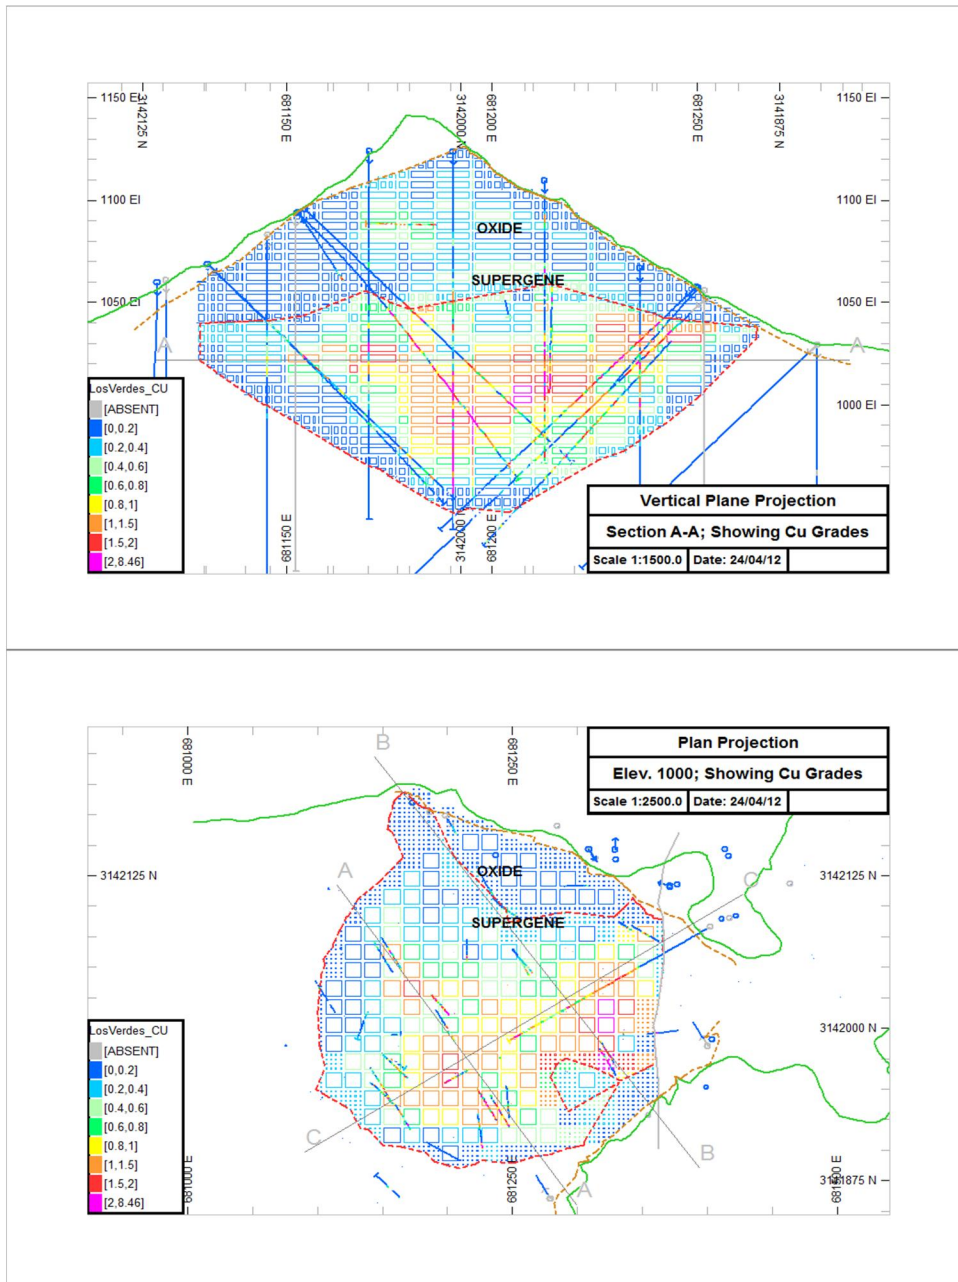 1150 El
3142125 N
681150 E
3142000 N
681200 E
681250 E
3141875 N
1150 El
1100 El
1100 El
OXIDE
SUPERGENE
1050 El
1050 El
A
A
LosVerdes_CU
[ABSENT]
[0,0.2]
[0.2,0.4]
[0.4,0.6]
[0.6,0.8]
[0.8,1]
[1,1.5]
[1.5,2]
[2,8.46]
1000 El
681150 E
3142000 N
681200 E
Vertical Plane Projection
Section A-A; Showing Cu Grades
Scale 1:1500.0
Date: 24/04/12
681000 E
B
681250 E
Plan Projection
Elev. 1000; Showing Cu Grades
Scale 1:2500.0
Date: 24/04/12
3142125 N
A
OXIDE
C
3142125 N
SUPERGENE
LosVerdes_CU
[ABSENT]
[0,0.2]
[0.2,0.4]
[0.4,0.6]
[0.6,0.8]
[0.8,1]
[1,1.5]
[1.5,2]
[2,8.46]
3142000 N
C
B
681000 E
681250 E
A
3141875 N